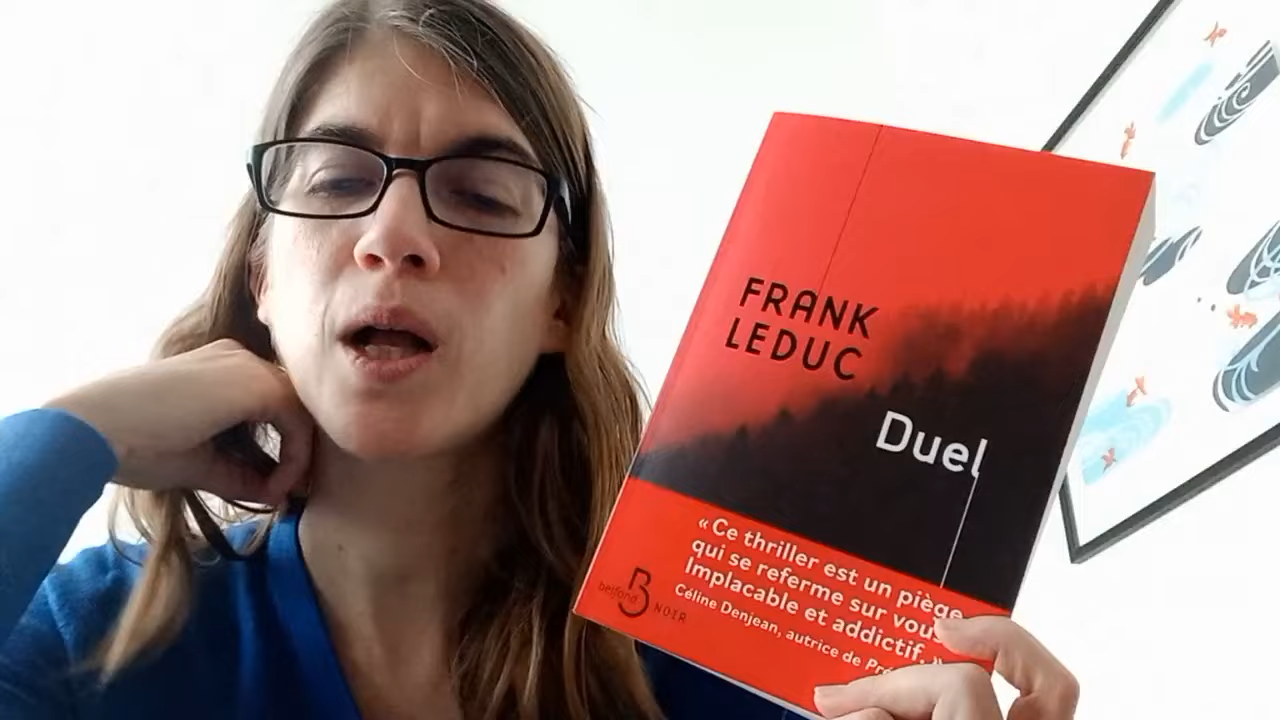 FRANK
LEDUC
Duel
« Ce thriller est un piège
qui se referme sur vous.
Implacable et addictif. »
Céline Denjean, autrice de
belfond
NOIR